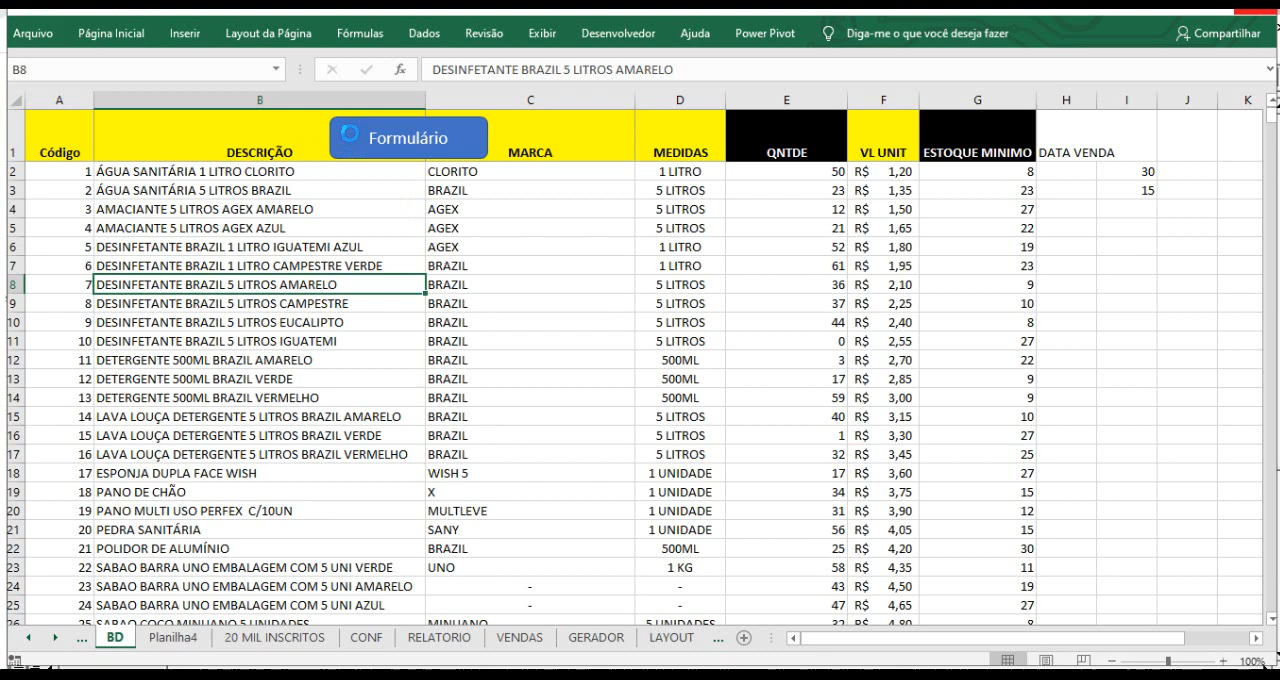 Arquivo Página Inicial Inserir Layout da Página Fórmulas Dados Revisão Exibir Desenvolvedor Ajuda Power Pivot Diga-me o que você deseja fazer Compartilhar
B8 fx DESINFETANTE BRAZIL 5 LITROS AMARELO
A B C D E F G H I J K
Formulário
1 Código DESCRIÇÃO MARCA MEDIDAS QNTDE VL UNIT ESTOQUE MINIMO DATA VENDA
2 1 ÁGUA SANITÁRIA 1 LITRO CLORITO CLORITO 1 LITRO 50 R$ 1,20 8 30
3 2 ÁGUA SANITÁRIA 5 LITROS BRAZIL BRAZIL 5 LITROS 23 R$ 1,35 23 15
4 3 AMACIANTE 5 LITROS AGEX AMARELO AGEX 5 LITROS 12 R$ 1,50 27
5 4 AMACIANTE 5 LITROS AGEX AZUL AGEX 5 LITROS 21 R$ 1,65 22
6 5 DESINFETANTE BRAZIL 1 LITRO IGUATEMI AZUL AGEX 1 LITRO 52 R$ 1,80 19
7 6 DESINFETANTE BRAZIL 1 LITRO CAMPESTRE VERDE BRAZIL 1 LITRO 61 R$ 1,95 23
8 7 DESINFETANTE BRAZIL 5 LITROS AMARELO BRAZIL 5 LITROS 36 R$ 2,10 9
9 8 DESINFETANTE BRAZIL 5 LITROS CAMPESTRE BRAZIL 5 LITROS 37 R$ 2,25 10
10 9 DESINFETANTE BRAZIL 5 LITROS EUCALIPTO BRAZIL 5 LITROS 44 R$ 2,40 8
11 10 DESINFETANTE BRAZIL 5 LITROS IGUATEMI BRAZIL 5 LITROS 0 R$ 2,55 27
12 11 DETERGENTE 500ML BRAZIL AMARELO BRAZIL 500ML 3 R$ 2,70 22
13 12 DETERGENTE 500ML BRAZIL VERDE BRAZIL 500ML 17 R$ 2,85 9
14 13 DETERGENTE 500ML BRAZIL VERMELHO BRAZIL 500ML 59 R$ 3,00 9
15 14 LAVA LOUÇA DETERGENTE 5 LITROS BRAZIL AMARELO BRAZIL 5 LITROS 40 R$ 3,15 10
16 15 LAVA LOUÇA DETERGENTE 5 LITROS BRAZIL VERDE BRAZIL 5 LITROS 1 R$ 3,30 27
17 16 LAVA LOUÇA DETERGENTE 5 LITROS BRAZIL VERMELHO BRAZIL 5 LITROS 32 R$ 3,45 25
18 17 ESPONJA DUPLA FACE WISH WISH 5 1 UNIDADE 17 R$ 3,60 27
19 18 PANO DE CHÃO X 1 UNIDADE 34 R$ 3,75 15
20 19 PANO MULTI USO PERFEX C/10UN MULTLEVE 1 UNIDADE 31 R$ 3,90 12
21 20 PEDRA SANITÁRIA SANY 1 UNIDADE 56 R$ 4,05 15
22 21 POLIDOR DE ALUMÍNIO BRAZIL 500ML 25 R$ 4,20 30
23 22 SABAO BARRA UNO EMBALAGEM COM 5 UNI VERDE UNO 1 KG 58 R$ 4,35 11
24 23 SABAO BARRA UNO EMBALAGEM COM 5 UNI AMARELO - - 43 R$ 4,50 19
25 24 SABAO BARRA UNO EMBALAGEM COM 5 UNI AZUL - - 47 R$ 4,65 27
26 25 SABAO COCO MINUANO 5 UNIDADES MINUANO 5 UNIDADES 32 R$ 4,80 8
... BD Planilha4 20 MIL INSCRITOS CONF RELATORIO VENDAS GERADOR LAYOUT ...
100%